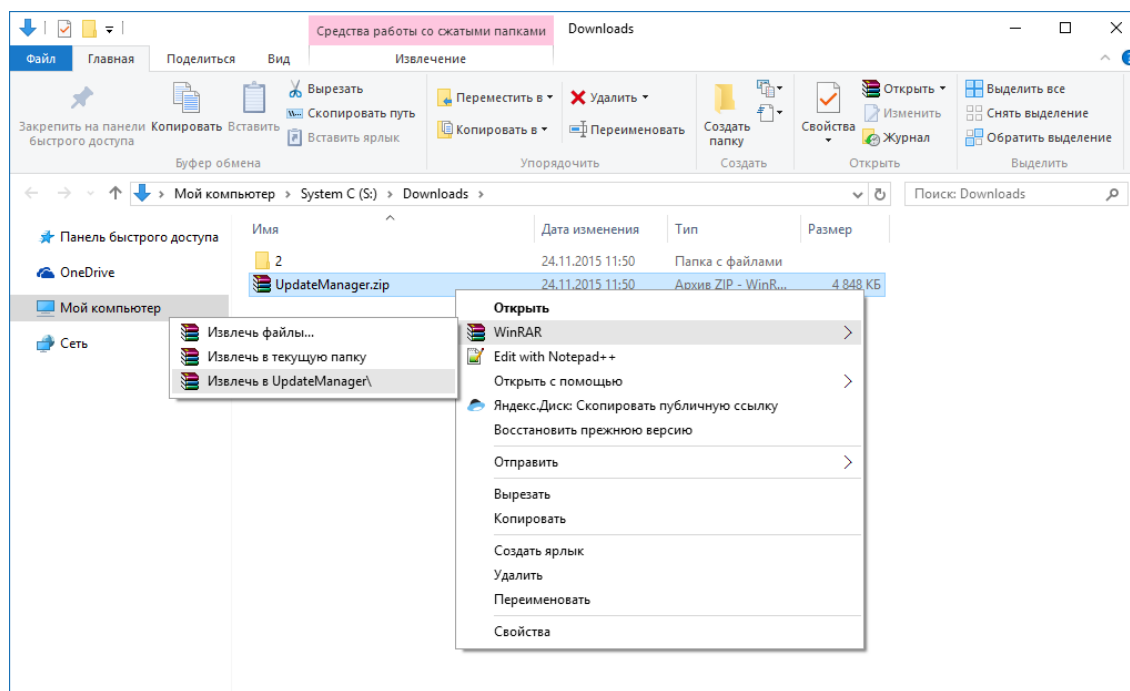 Средства работы со сжатыми папками
Downloads
Файл
Главная
Поделиться
Вид
Извлечение
Закрепить на панели
быстрого доступа
Копировать
Вставить
Вырезать
Скопировать путь
Вставить ярлык
Буфер обмена
Переместить в
Копировать в
Удалить
Переименовать
Упорядочить
Создать
папку
Создать
Свойства
Открыть
Изменить
Журнал
Открыть
Выделить все
Снять выделение
Обратить выделение
Выделить
Мой компьютер
System C (S:)
Downloads
Поиск: Downloads
Панель быстрого доступа
OneDrive
Мой компьютер
Сеть
Имя
Дата изменения
Тип
Размер
2
24.11.2015 11:50
Папка с файлами
UpdateManager.zip
24.11.2015 11:50
Архив ZIP - WinR...
4 848 КБ
Открыть
WinRAR
Edit with Notepad++
Открыть с помощью
Яндекс.Диск: Скопировать публичную ссылку
Восстановить прежнюю версию
Отправить
Вырезать
Копировать
Создать ярлык
Удалить
Переименовать
Свойства
Извлечь файлы...
Извлечь в текущую папку
Извлечь в UpdateManager\